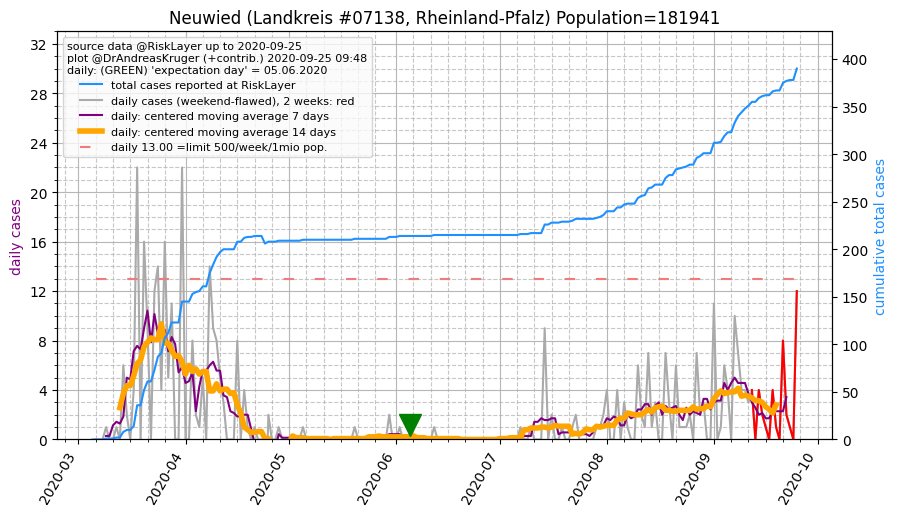 Neuwied (Landkreis #07138, Rheinland-Pfalz) Population=181941
source data @RiskLayer up to 2020-09-25
plot @DrAndreasKruger (+contrib.) 2020-09-25 09:48
daily: (GREEN) 'expectation day' = 05.06.2020
total cases reported at RiskLayer
daily cases (weekend-flawed), 2 weeks: red
daily: centered moving average 7 days
daily: centered moving average 14 days
daily 13.00 =limit 500/week/1mio pop.
daily cases
32
28
24
20
16
12
8
4
0
cumulative total cases
400
350
300
250
200
150
100
50
0
2020-03
2020-04
2020-05
2020-06
2020-07
2020-08
2020-09
2020-10